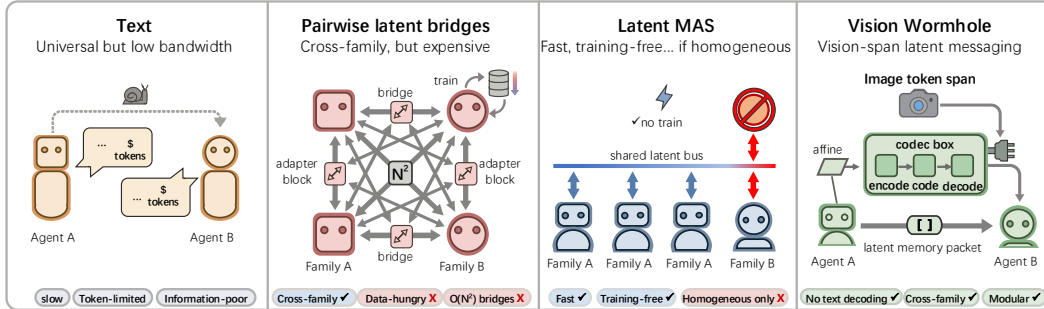 Text
Universal but low bandwidth
... $
tokens
$
... tokens
Agent A
Agent B
slow
Token-limited
Information-poor
Pairwise latent bridges
Cross-family, but expensive
train
bridge
adapter
block
N²
adapter
block
bridge
Family A
Family B
Cross-family ✓
Data-hungry X
O(N²) bridges X
Latent MAS
Fast, training-free... if homogeneous
✓no train
shared latent bus
Family A
Family A
Family A
Family B
Fast ✓
Training-free ✓
Homogeneous only X
Vision Wormhole
Vision-span latent messaging
Image token span
affine
codec box
encode code decode
[ ]
latent memory packet
Agent A
Agent B
No text decoding ✓
Cross-family ✓
Modular ✓